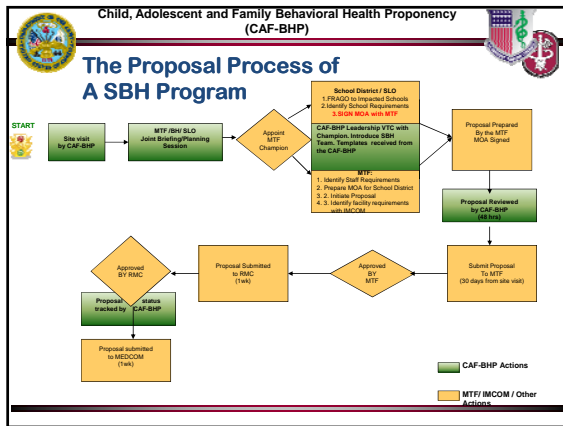 Child, Adolescent and Family Behavioral Health Proponency
(CAF-BHP)
The Proposal Process of
A SBH Program
START
Site visit
by CAF-BHP
MTF /BH/ SLO
Joint Briefing/Planning
Session
Appoint
MTF
Champion
School District / SLO
1.FRAGO to Impacted Schools
2.Identify School Requirements
3.SIGN MOA with MTF
CAF-BHP Leadership VTC with
Champion. Introduce SBH
Team. Templates received from
the CAF-BHP
MTF:
1. Identify Staff Requirements
2. Prepare MOA for School District
3. 2. Initiate Proposal
4. 3. Identify facility requirements
with IMCOM
Proposal Prepared
By the MTF
MOA Signed
Proposal Reviewed
by CAF-BHP
(48 hrs)
Submit Proposal
To MTF
(30 days from site visit)
Approved
BY
MTF
Proposal Submitted
to RMC
(1wk)
Approved
BY RMC
Proposal status
tracked by CAF-BHP
Proposal submitted
to MEDCOM
(1wk)
CAF-BHP Actions
MTF/ IMCOM / Other
Actions